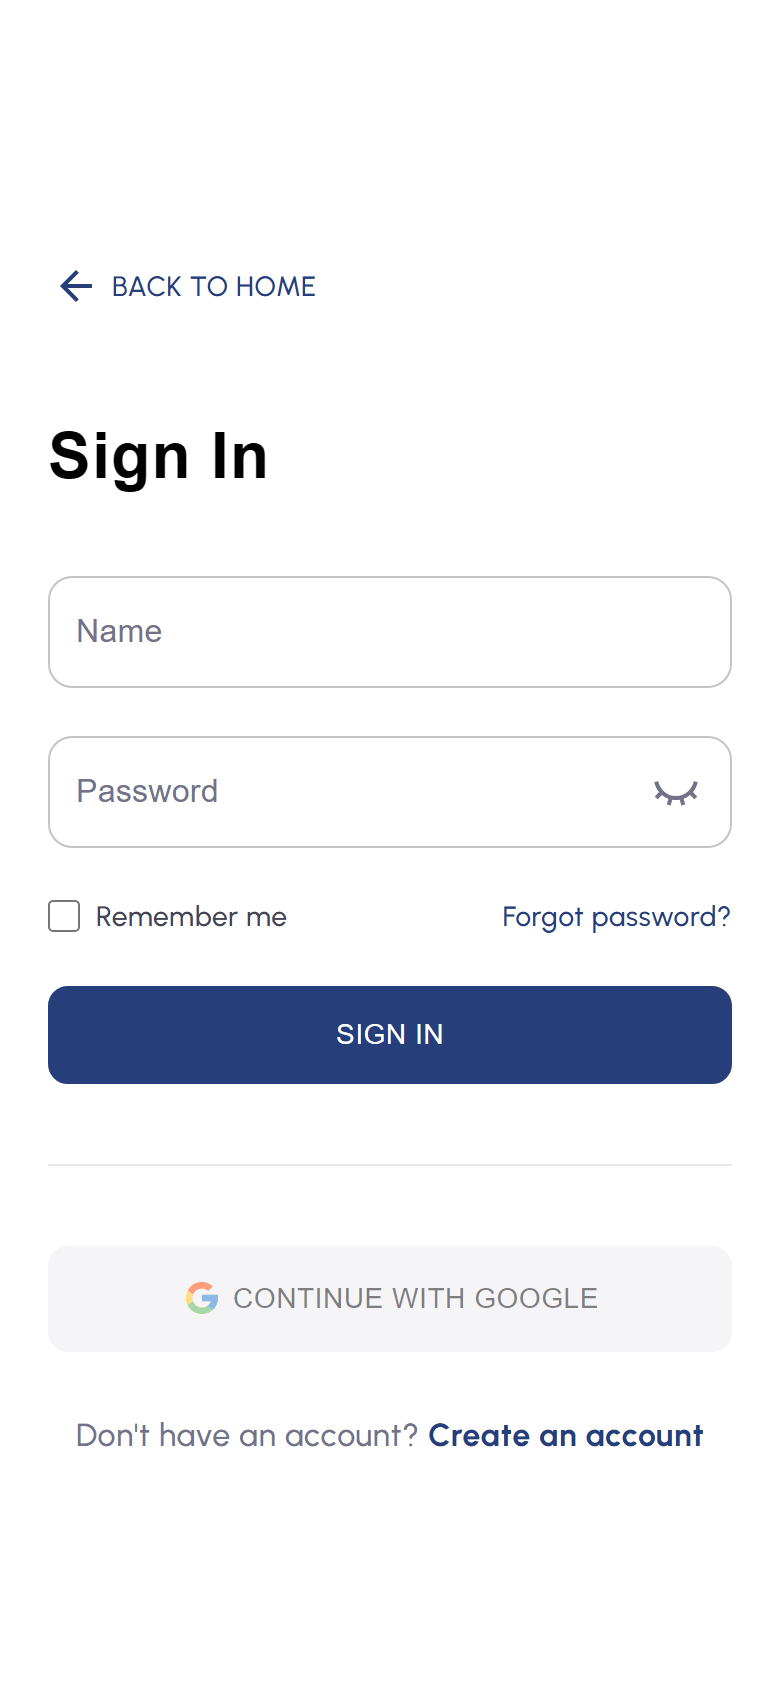 BACK TO HOME
Sign In
Name
Password
Remember me
Forgot password?
SIGN IN
CONTINUE WITH GOOGLE
Don't have an account? Create an account